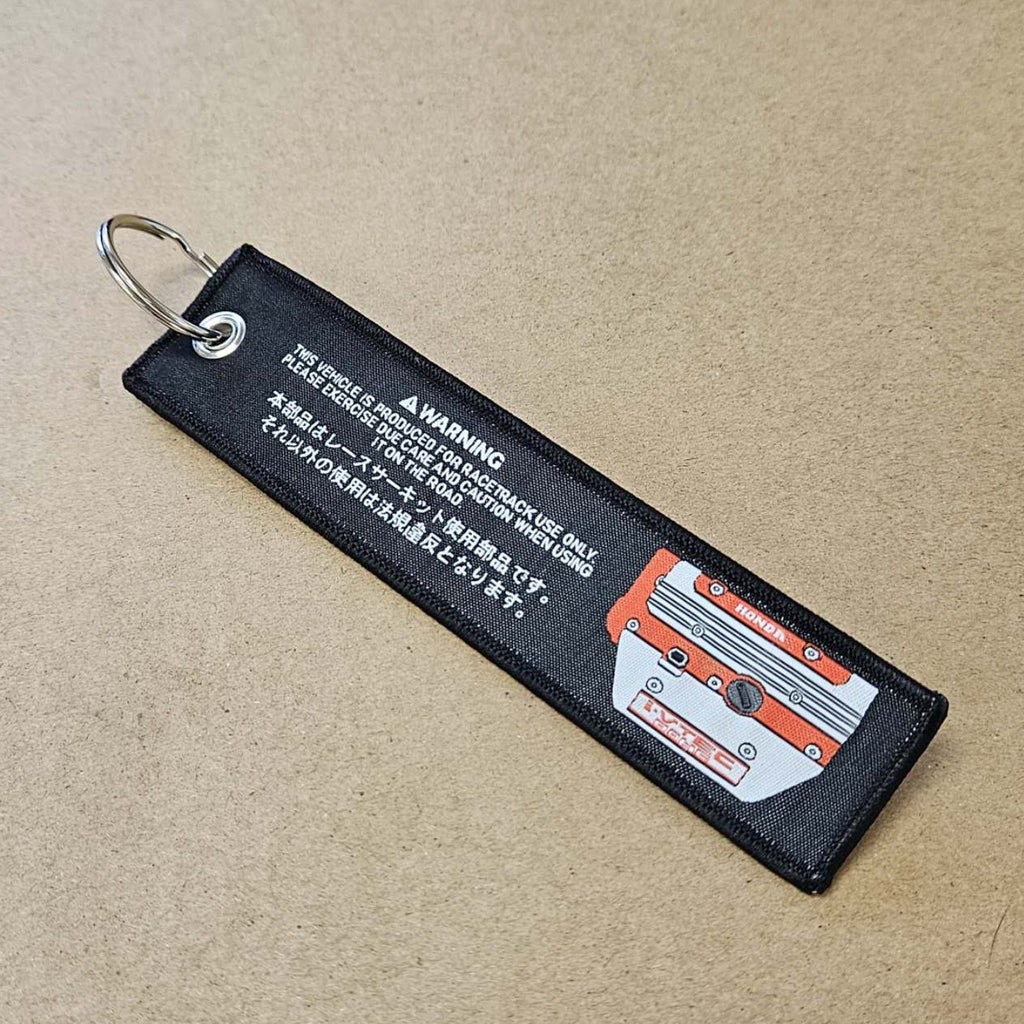 ⚠WARNING
THIS VEHICLE IS PRODUCED FOR RACETRACK USE ONLY.
PLEASE EXERCISE DUE CARE AND CAUTION WHEN USING
IT ON THE ROAD
本部品はレースサーキット使用部品です。
それ以外の使用は法規違反となります。
HONDA
i-VTEC